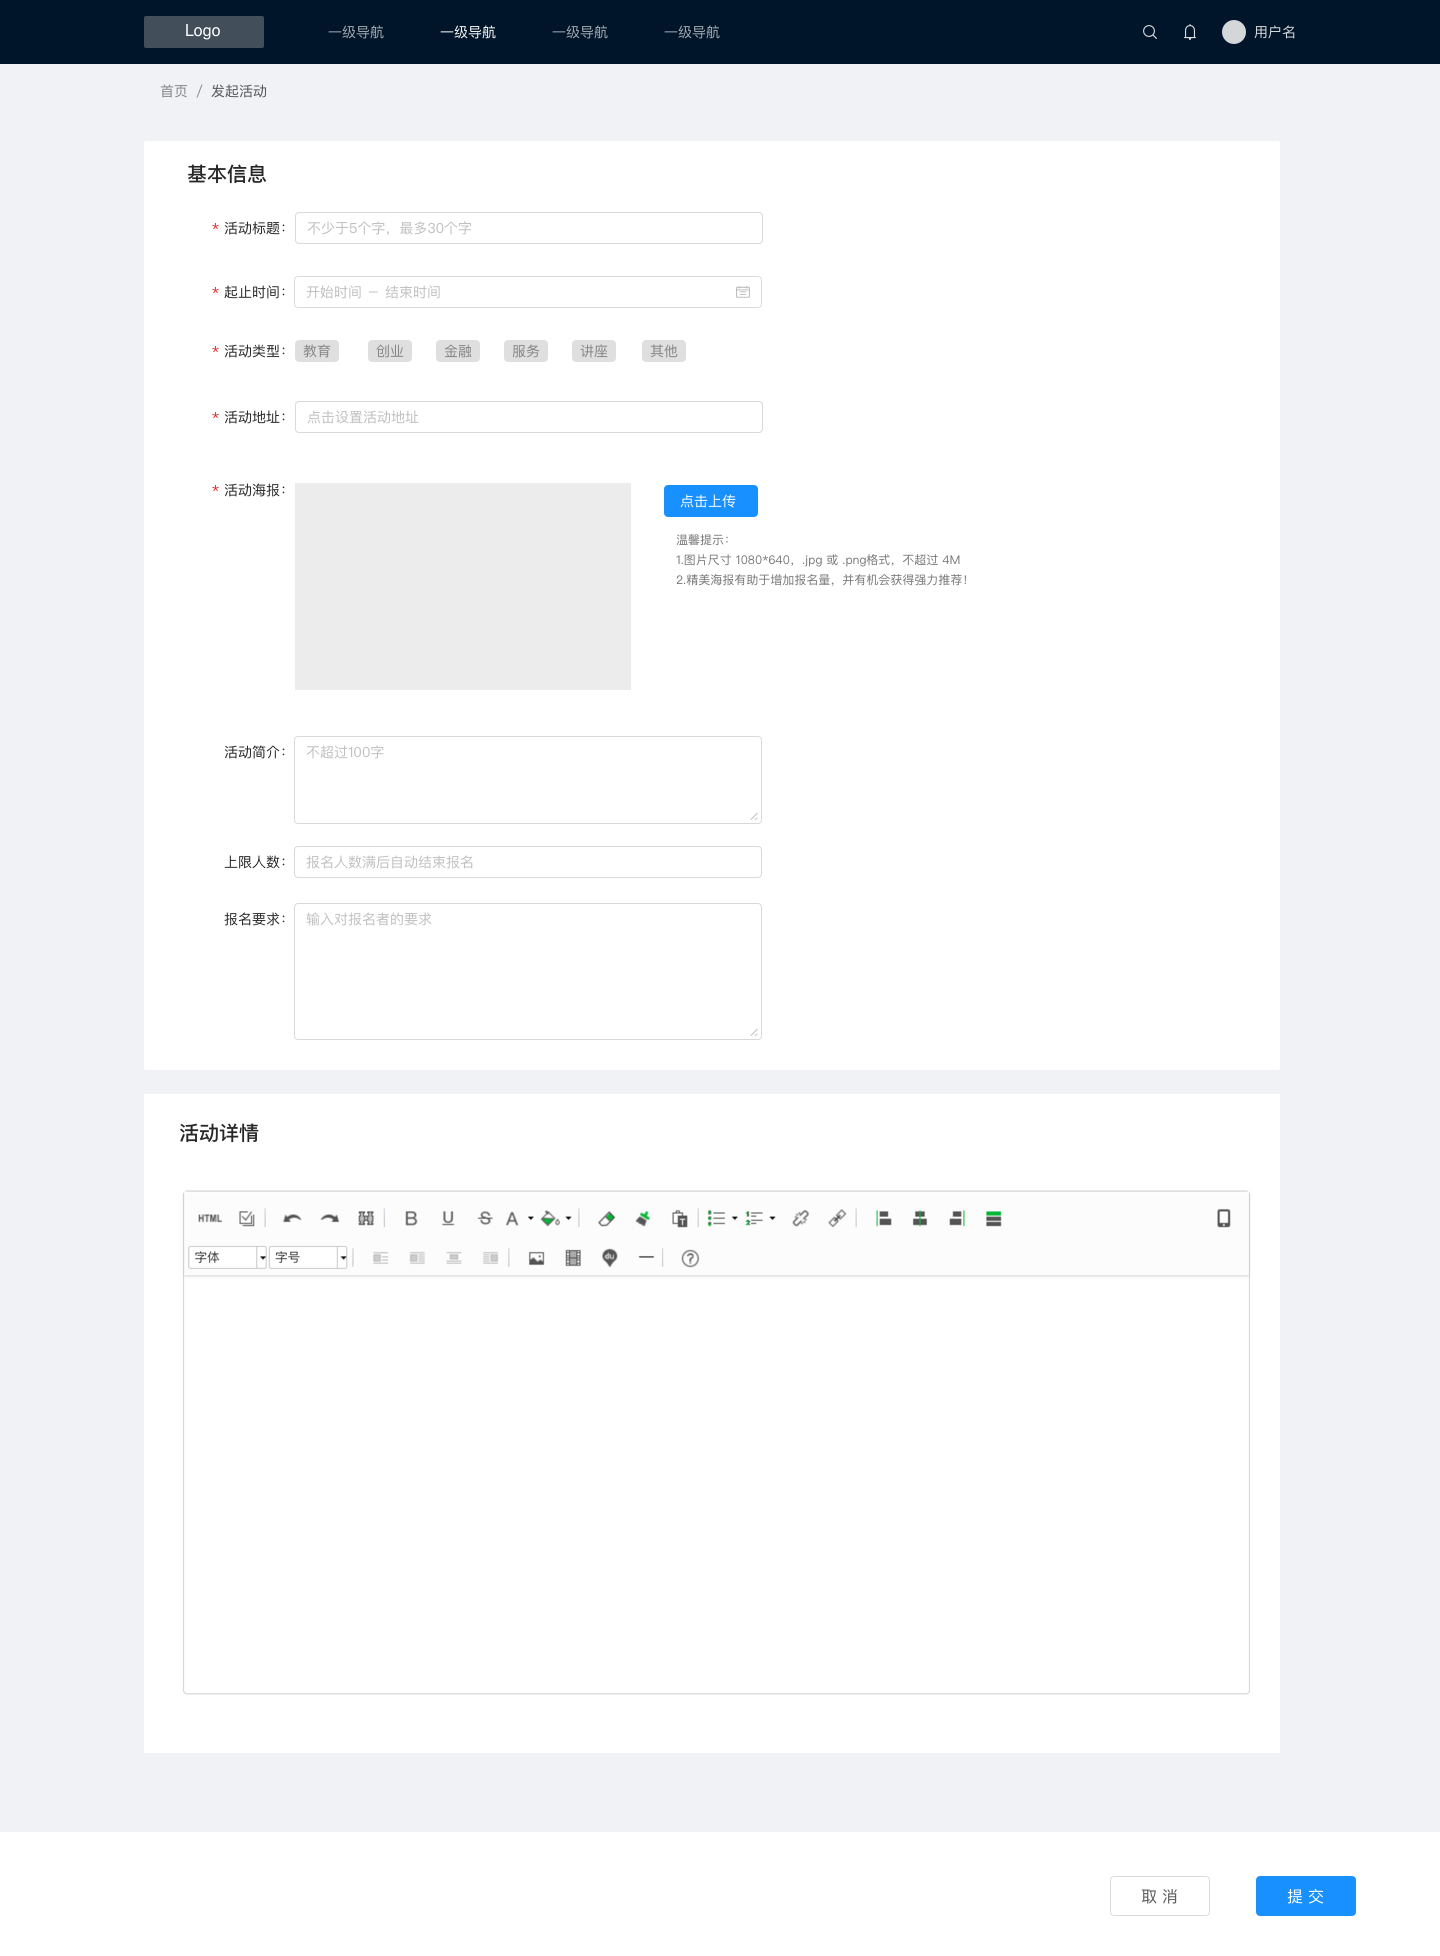 Logo 一级导航 一级导航 一级导航 一级导航 用户名
首页 / 发起活动
基本信息
* 活动标题： 不少于5个字，最多30个字
* 起止时间： 开始时间 – 结束时间
* 活动类型： 教育 创业 金融 服务 讲座 其他
* 活动地址： 点击设置活动地址
* 活动海报： 点击上传
温馨提示：
1.图片尺寸 1080*640，.jpg 或 .png格式，不超过 4M
2.精美海报有助于增加报名量，并有机会获得强力推荐！
活动简介： 不超过100字
上限人数： 报名人数满后自动结束报名
报名要求： 输入对报名者的要求
活动详情
HTML B U S A T
字体 字号 du ?
取 消 提 交